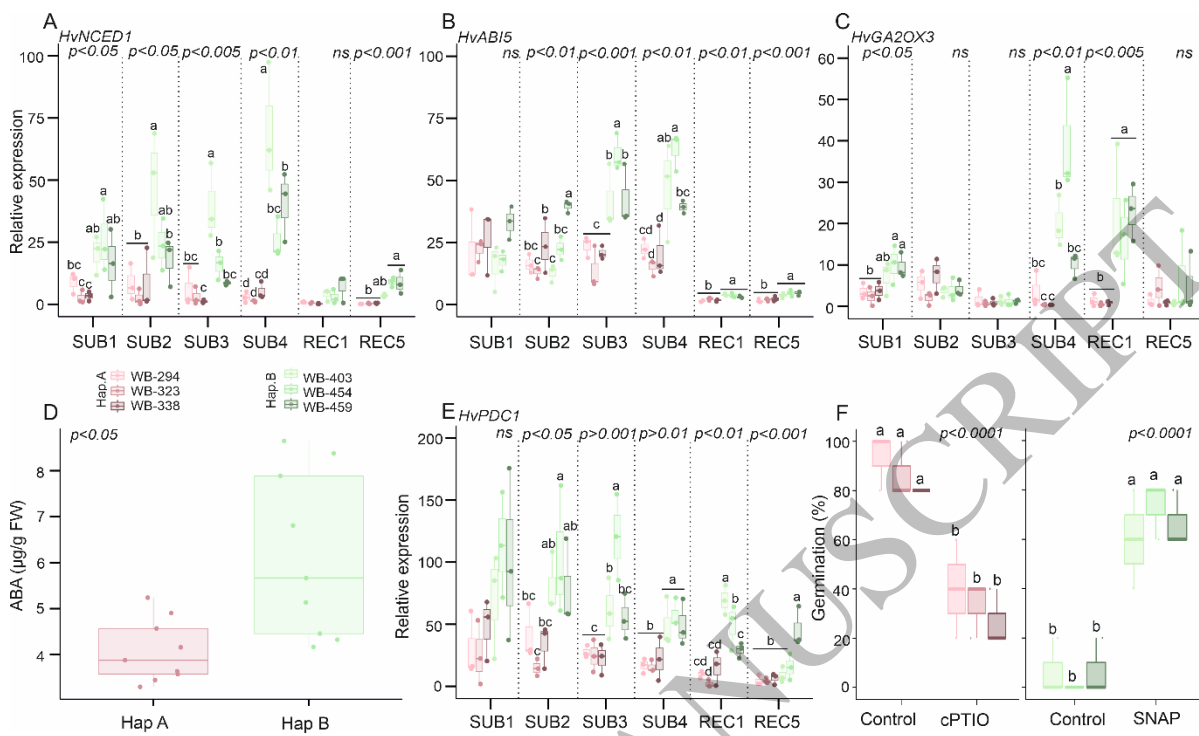 A
HvNCED1
p<0.05 p<0.05 p<0.005 p<0.01 ns p<0.001
Relative expression
100
75
50
25
0
bc c c ab a ab
b a ab b
bc c a b bc
d d cd a bc b
b ab a
SUB1 SUB2 SUB3 SUB4 REC1 REC5
B
HvABI5
ns p<0.01 p<0.001 p<0.01 p<0.01 p<0.001
100
75
50
25
0
bc c b c bc a
c b a b
cd d d ab a bc
b a
b a
SUB1 SUB2 SUB3 SUB4 REC1 REC5
C
HvGA2OX3
p<0.05 ns ns p<0.01 p<0.005 ns
60
50
40
30
20
10
0
b ab a a
bc c c b a bc
b a
SUB1 SUB2 SUB3 SUB4 REC1 REC5
Hap.A
WB-294
WB-323
WB-338
Hap.B
WB-403
WB-454
WB-459
D
p<0.05
ABA (µg/g FW)
8
7
6
5
4
Hap A Hap B
E
HvPDC1
ns p<0.05 p>0.001 p>0.01 p<0.01 p<0.001
Relative expression
200
150
100
50
0
bc c bc ab a ab
c b a b
b a
cd d cd a b c
b a
SUB1 SUB2 SUB3 SUB4 REC1 REC5
F
p<0.0001 p<0.0001
Germination (%)
100
80
60
40
20
0
a a a b b b
b b b a a a
Control cPTIO Control SNAP
NUSCRIPT